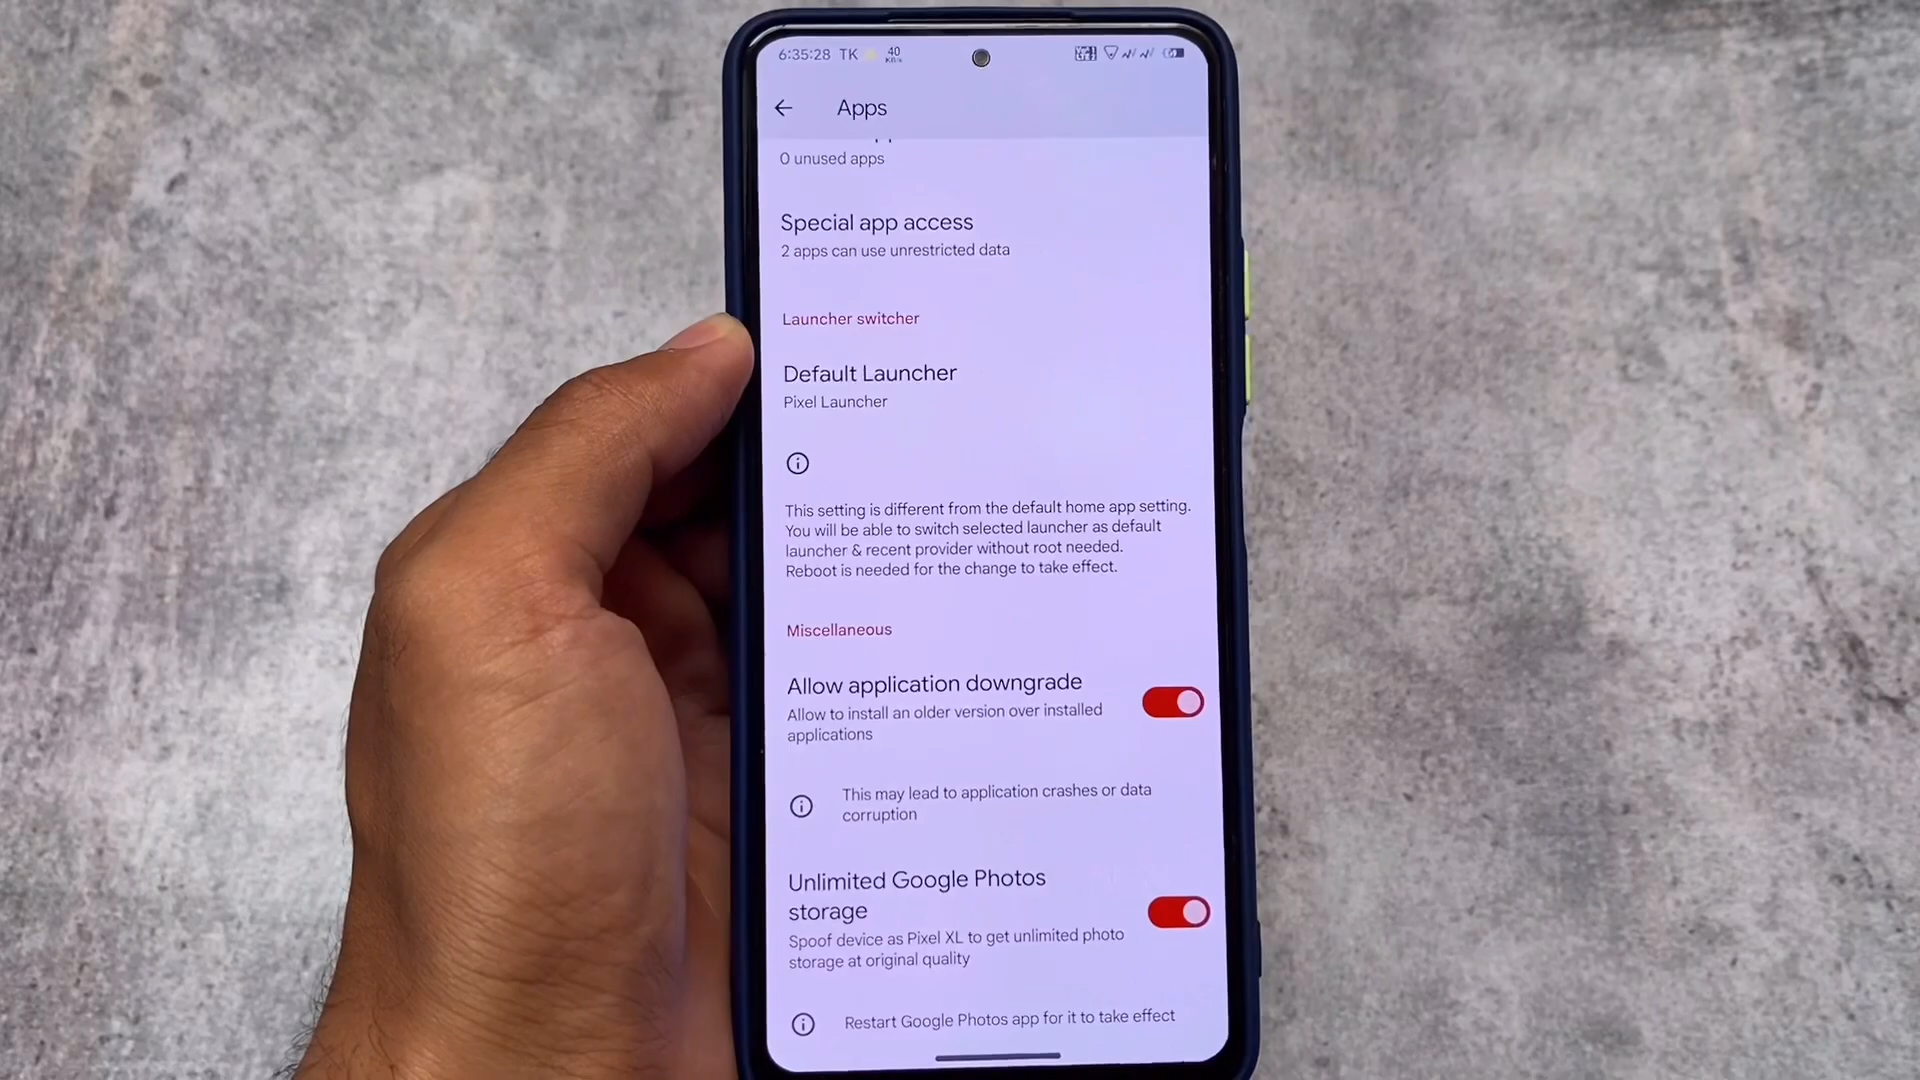 6:35:28 TK 40
KB/s
Apps
0 unused apps
Special app access
2 apps can use unrestricted data
Launcher switcher
Default Launcher
Pixel Launcher
This setting is different from the default home app setting.
You will be able to switch selected launcher as default
launcher & recent provider without root needed.
Reboot is needed for the change to take effect.
Miscellaneous
Allow application downgrade
Allow to install an older version over installed
applications
This may lead to application crashes or data
corruption
Unlimited Google Photos
storage
Spoof device as Pixel XL to get unlimited photo
storage at original quality
Restart Google Photos app for it to take effect